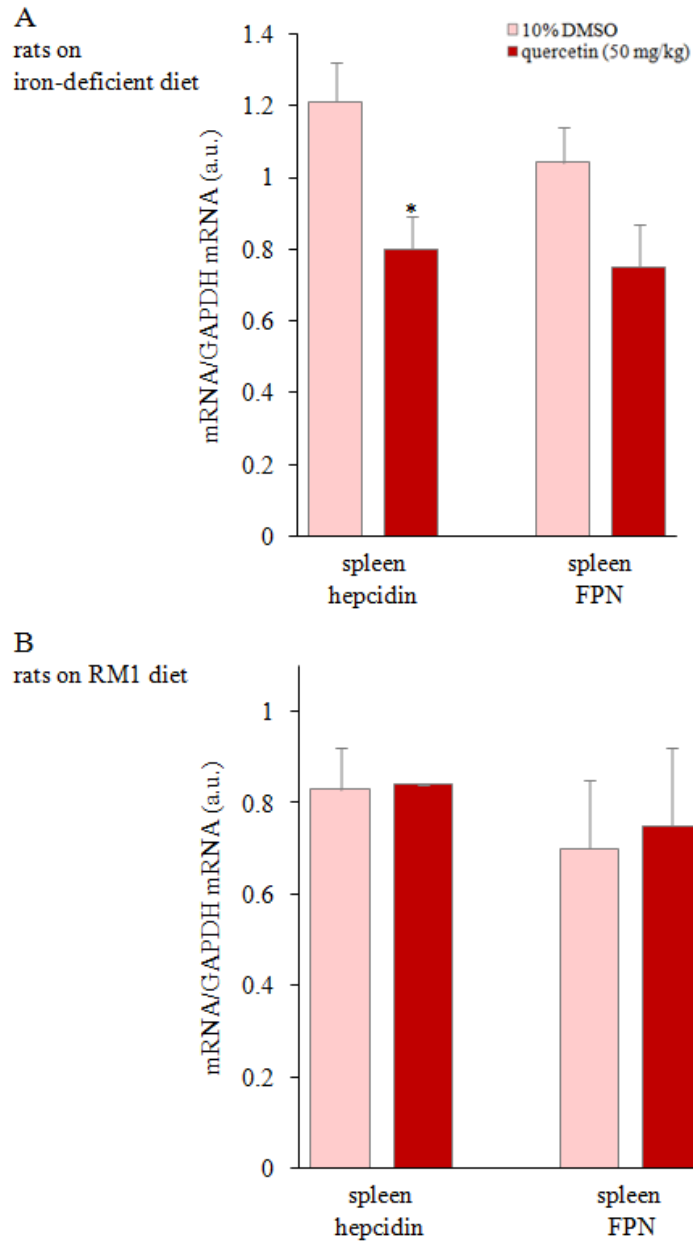 A
rats on
iron-deficient diet
10% DMSO
quercetin (50 mg/kg)
mRNA/GAPDH mRNA (a.u.)
1.4
1.2
1
0.8
0.6
0.4
0.2
0
*
spleen
hepcidin
spleen
FPN
B
rats on RM1 diet
mRNA/GAPDH mRNA (a.u.)
1
0.8
0.6
0.4
0.2
0
spleen
hepcidin
spleen
FPN